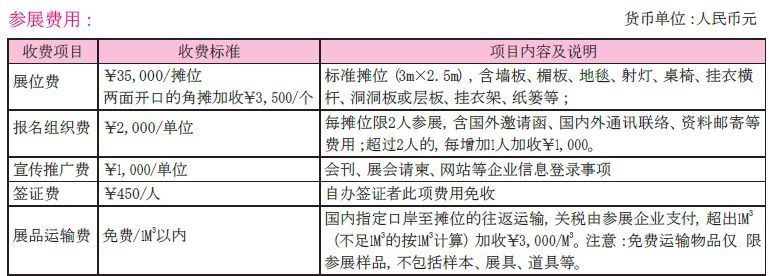 参展费用：
货币单位：人民币元
收费项目 收费标准 项目内容及说明
展位费
¥35,000/摊位
两面开口的角摊加收¥3,500/个
标准摊位 (3m×2.5m) , 含墙板、楣板、地毯、射灯、桌椅、挂衣横
杆、洞洞板或层板、挂衣架、纸篓等；
报名组织费 ¥2,000/单位
每摊位限2人参展, 含国外邀请函、国内外通讯联络、资料邮寄等
费用；超过2人的, 每增加1人加收¥1,000。
宣传推广费 ¥1,000/单位 会刊、展会请柬、网站等企业信息登录事项
签证费 ¥450/人 自办签证者此项费用免收
展品运输费 免费/1M³以内
国内指定口岸至摊位的往返运输, 关税由参展企业支付, 超出1M³
(不足1M³的按1M³计算) 加收¥3,000/M³。注意：免费运输物品仅 限
参展样品, 不包括样本、展具、道具等。